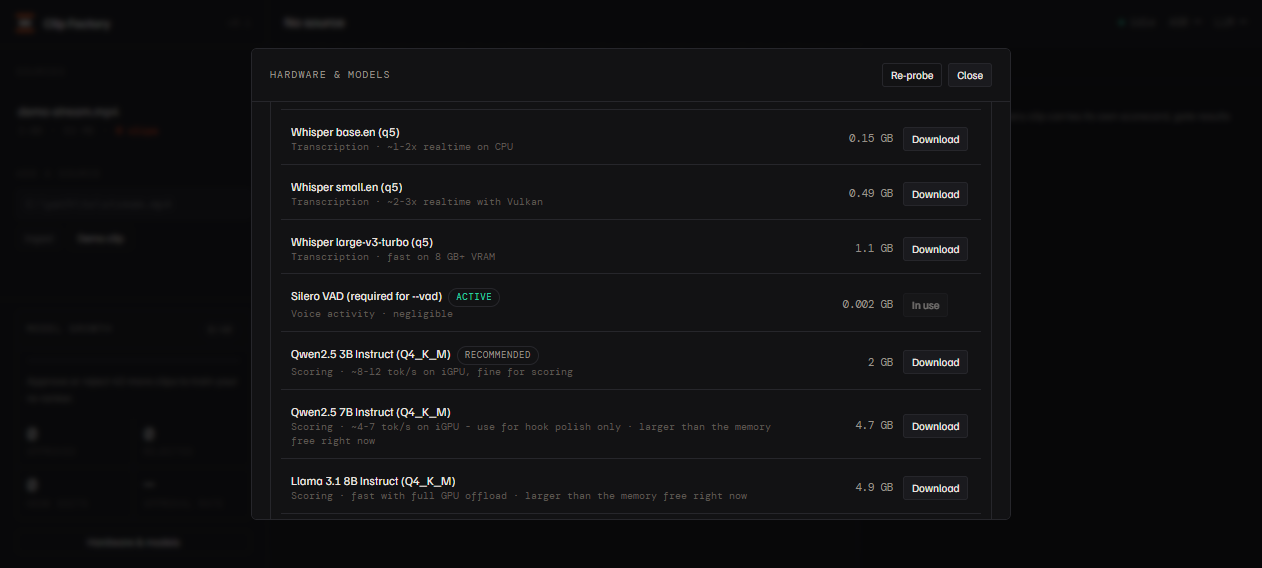 Clip Factory
No source
HARDWARE & MODELS
Re-probe
Close
Whisper base.en (q5)
Transcription · ~1-2x realtime on CPU
0.15 GB
Download
Whisper small.en (q5)
Transcription · ~2-3x realtime with Vulkan
0.49 GB
Download
Whisper large-v3-turbo (q5)
Transcription · fast on 8 GB+ VRAM
1.1 GB
Download
Silero VAD (required for --vad)
ACTIVE
Voice activity · negligible
0.002 GB
In use
Qwen2.5 3B Instruct (Q4_K_M)
RECOMMENDED
Scoring · ~8-12 tok/s on iGPU, fine for scoring
2 GB
Download
Qwen2.5 7B Instruct (Q4_K_M)
Scoring · ~4-7 tok/s on iGPU - use for hook polish only · larger than the memory
free right now
4.7 GB
Download
Llama 3.1 8B Instruct (Q4_K_M)
Scoring · fast with full GPU offload · larger than the memory free right now
4.9 GB
Download
Hardware & models